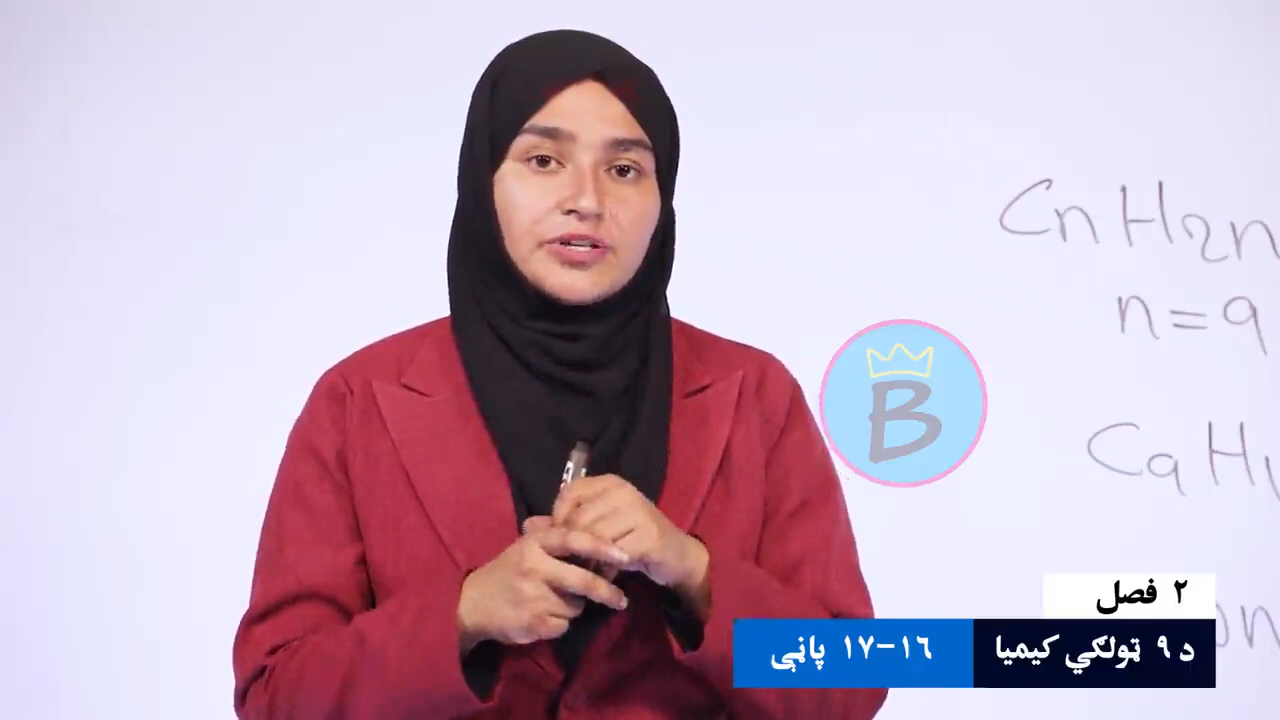 CnH2n
n=9
C9H1
B
۲ فصل
د ۹ ټولګي کیمیا
۱۶-۱۷ پاڼې